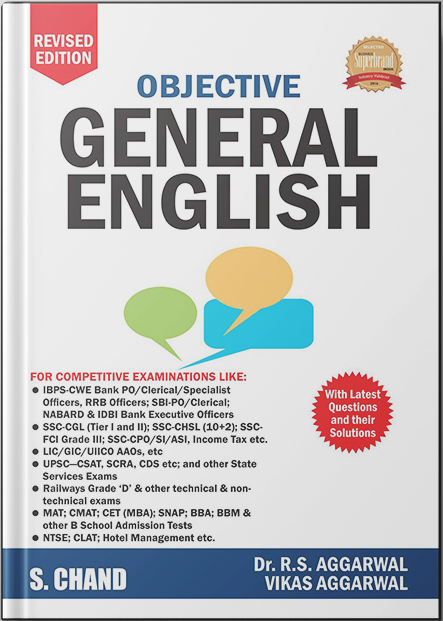 REVISED
EDITION
Superbrand
Industry Validated
OBJECTIVE
GENERAL
ENGLISH
FOR COMPETITIVE EXAMINATIONS LIKE:
● IBPS-CWE Bank PO/Clerical/Specialist
Officers, RRB Officers; SBI-PO/Clerical;
NABARD & IDBI Bank Executive Officers
● SSC-CGL (Tier I and II); SSC-CHSL (10+2); SSC-
FCI Grade III; SSC-CPO/SI/ASI, Income Tax etc.
● LIC/GIC/UIICO AAOs, etc
● UPSC—CSAT, SCRA, CDS etc; and other State
Services Exams
● Railways Grade ‘D’ & other technical & non-
technical exams
● MAT; CMAT; CET (MBA); SNAP; BBA; BBM &
other B School Admission Tests
● NTSE; CLAT; Hotel Management etc.
With Latest
Questions
and their
Solutions
S. CHAND
Dr. R.S. AGGARWAL
VIKAS AGGARWAL